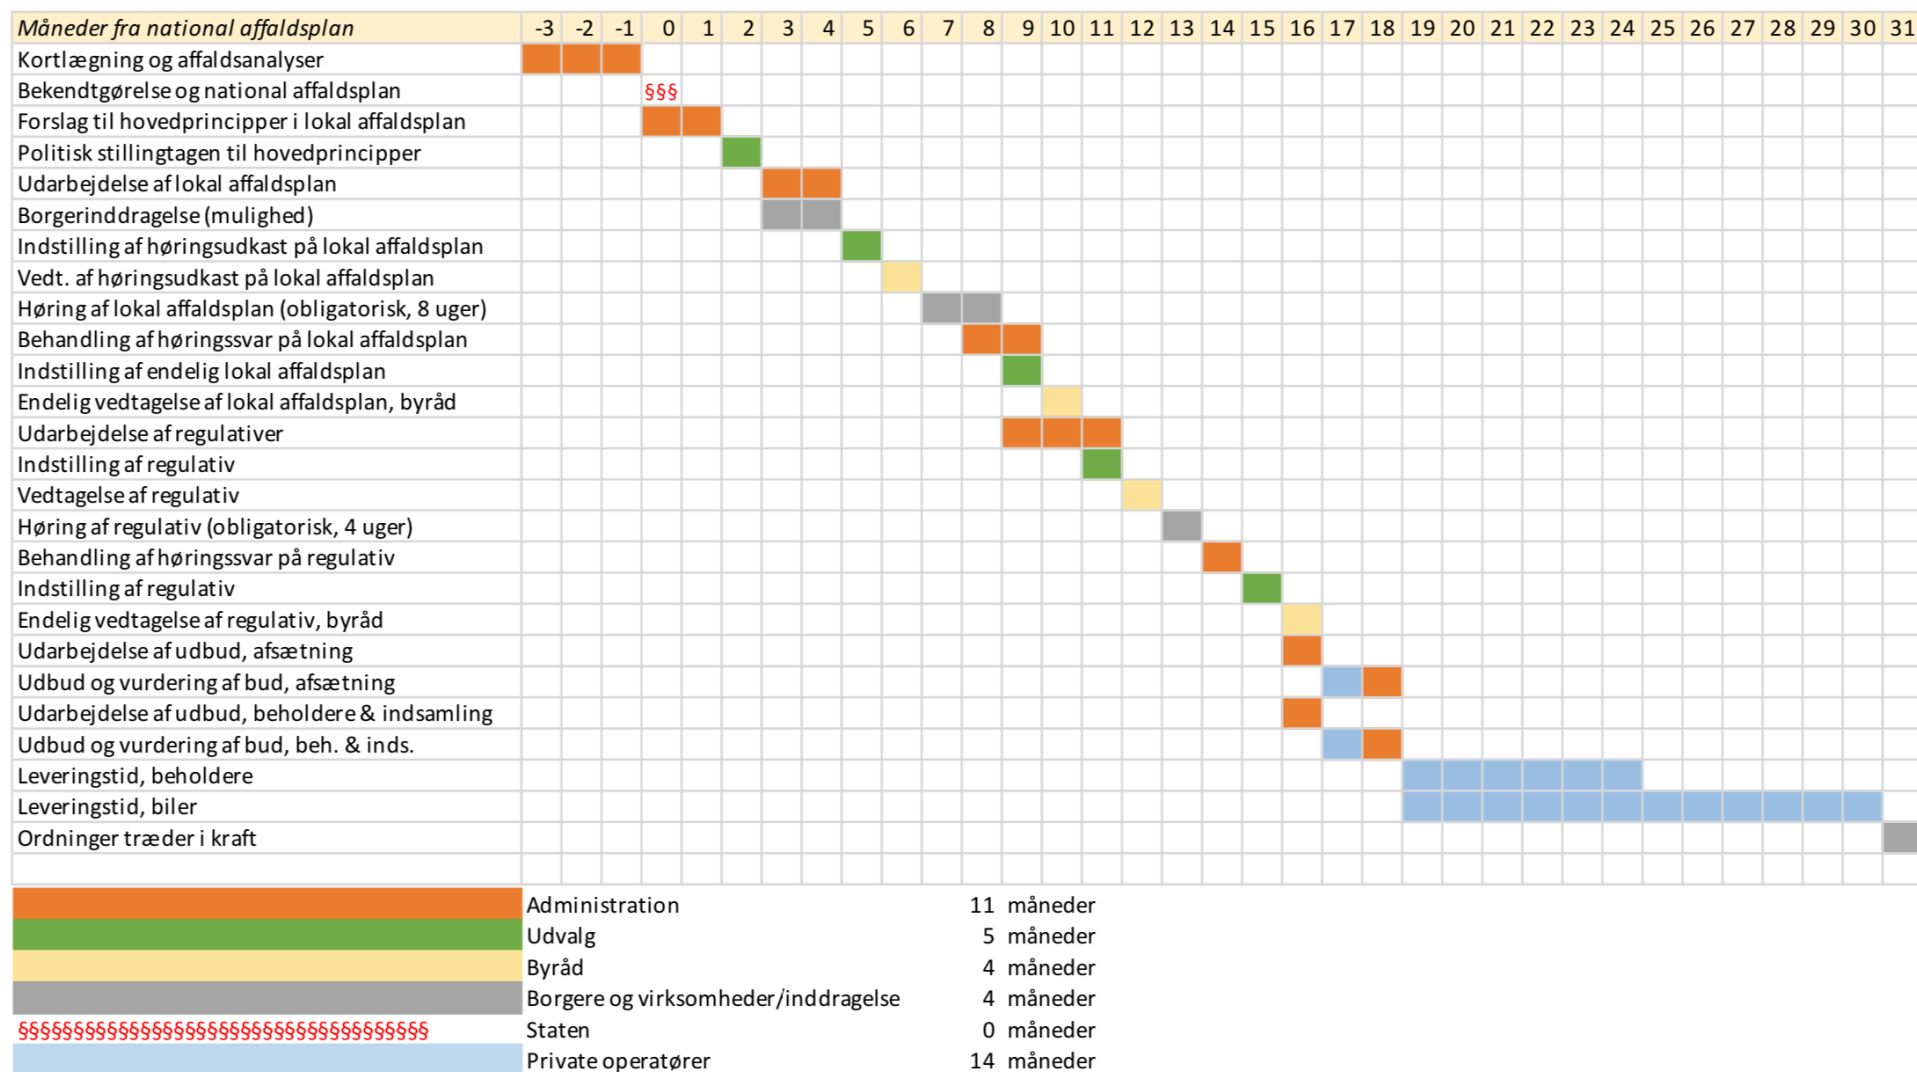 Måneder fra national affaldsplan -3 -2 -1 0 1 2 3 4 5 6 7 8 9 10 11 12 13 14 15 16 17 18 19 20 21 22 23 24 25 26 27 28 29 30 31
Kortlægning og affaldsanalyser
Bekendtgørelse og national affaldsplan §§§
Forslag til hovedprincipper i lokal affaldsplan
Politisk stillingtagen til hovedprincipper
Udarbejdelse af lokal affaldsplan
Borgerinddragelse (mulighed)
Indstilling af høringsudkast på lokal affaldsplan
Vedt. af høringsudkast på lokal affaldsplan
Høring af lokal affaldsplan (obligatorisk, 8 uger)
Behandling af høringssvar på lokal affaldsplan
Indstilling af endelig lokal affaldsplan
Endelig vedtagelse af lokal affaldsplan, byråd
Udarbejdelse af regulativer
Indstilling af regulativ
Vedtagelse af regulativ
Høring af regulativ (obligatorisk, 4 uger)
Behandling af høringssvar på regulativ
Indstilling af regulativ
Endelig vedtagelse af regulativ, byråd
Udarbejdelse af udbud, afsætning
Udbud og vurdering af bud, afsætning
Udarbejdelse af udbud, beholdere & indsamling
Udbud og vurdering af bud, beh. & inds.
Leveringstid, beholdere
Leveringstid, biler
Ordninger træder i kraft
Administration 11 måneder
Udvalg 5 måneder
Byråd 4 måneder
Borgere og virksomheder/inddragelse 4 måneder
§§§§§§§§§§§§§§§§§§§§§§§§§§§§§§§§§§§§§ Staten 0 måneder
Private operatører 14 måneder